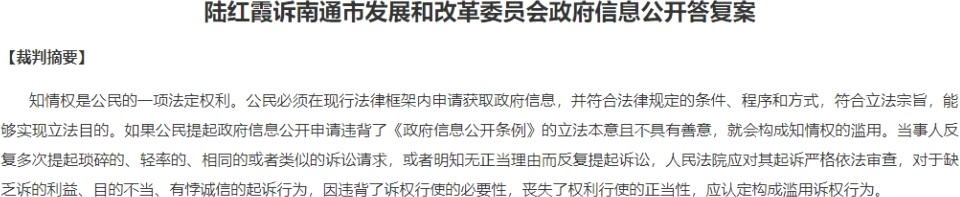 陆红霞诉南通市发展和改革委员会政府信息公开答复案
【裁判摘要】
知情权是公民的一项法定权利。公民必须在现行法律框架内申请获取政府信息，并符合法律规定的条件、程序和方式，符合立法宗旨，能
够实现立法目的。如果公民提起政府信息公开申请违背了《政府信息公开条例》的立法本意且不具有善意，就会构成知情权的滥用。当事人反
复多次提起琐碎的、轻率的、相同的或者类似的诉讼请求，或者明知无正当理由而反复提起诉讼，人民法院应对其起诉严格依法审查，对于缺
乏诉的利益、目的不当、有悖诚信的起诉行为，因违背了诉权行使的必要性，丧失了权利行使的正当性，应认定构成滥用诉权行为。